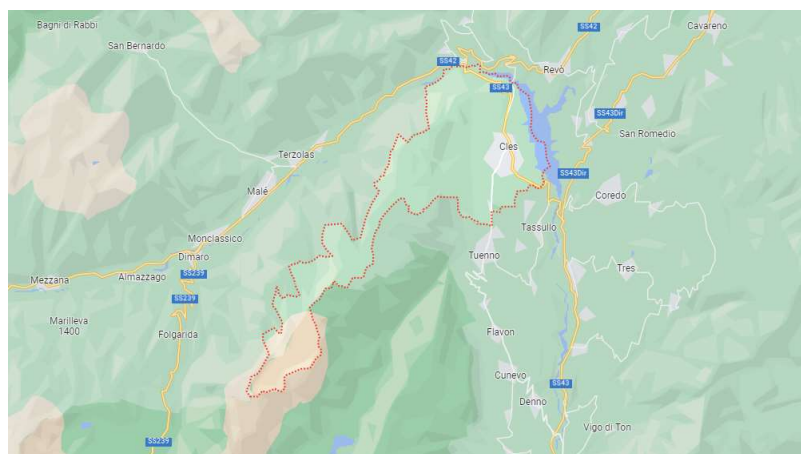 Bagni di Rabbi
SS42
Cavareno
San Bernardo
SS42
Revò
SS43
SS43Dir
San Romedio
Cles
Terzolas
SS43Dir
Malé
Coredo
Tassullo
Monclassico
Dimaro
Tuenno
Tres
Mezzana
Almazzago
SS239
SS239
Marilleva
1400
Folgarida
Flavon
Cunevo
SS43
Denno
Vigo di Ton
SS239